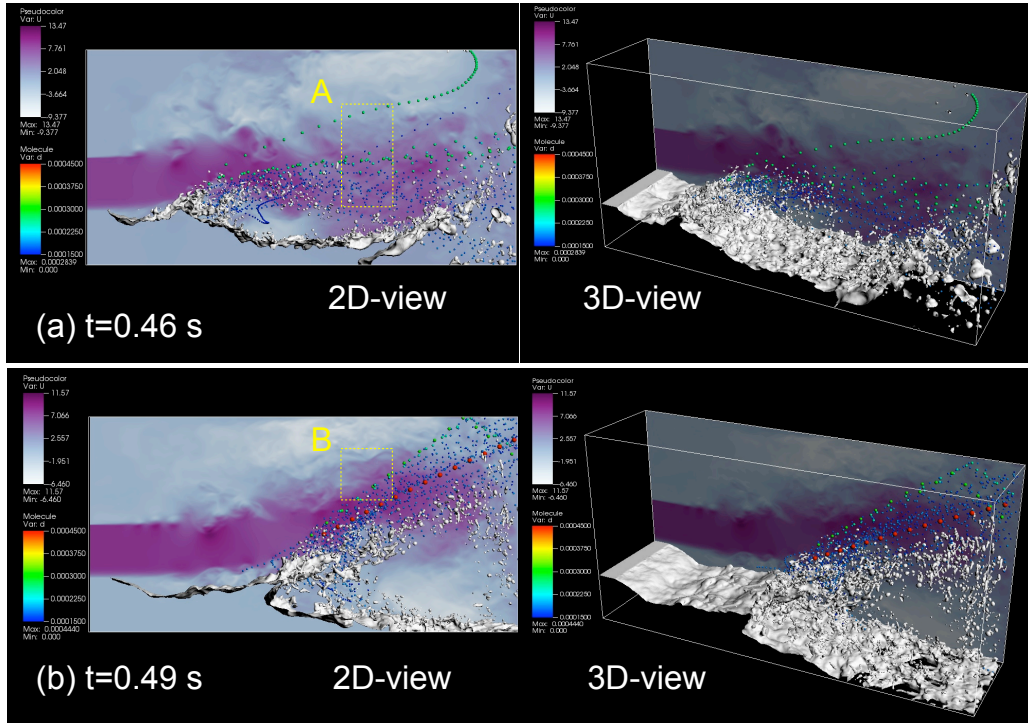 Pseudocolor
Var: U
13.47
7.761
2.048
-3.664
-9.377
Max: 13.47
Min: -9.377
Molecule
Var: d
0.0004500
0.0003750
0.0003000
0.0002250
0.0001500
Max: 0.0002839
Min: 0.000
A
2D-view
(a) t=0.46 s
Pseudocolor
Var: U
13.47
7.761
2.048
-3.664
-9.377
Max: 13.47
Min: -9.377
Molecule
Var: d
0.0004500
0.0003750
0.0003000
0.0002250
0.0001500
Max: 0.0002839
Min: 0.000
3D-view
Pseudocolor
Var: U
11.57
7.066
2.557
-1.951
-6.460
Max: 11.57
Min: -6.460
Molecule
Var: d
0.0004500
0.0003750
0.0003000
0.0002250
0.0001500
Max: 0.0004440
Min: 0.000
B
2D-view
(b) t=0.49 s
Pseudocolor
Var: U
11.57
7.066
2.557
-1.951
-6.460
Max: 11.57
Min: -6.460
Molecule
Var: d
0.0004500
0.0003750
0.0003000
0.0002250
0.0001500
Max: 0.0004440
Min: 0.000
3D-view